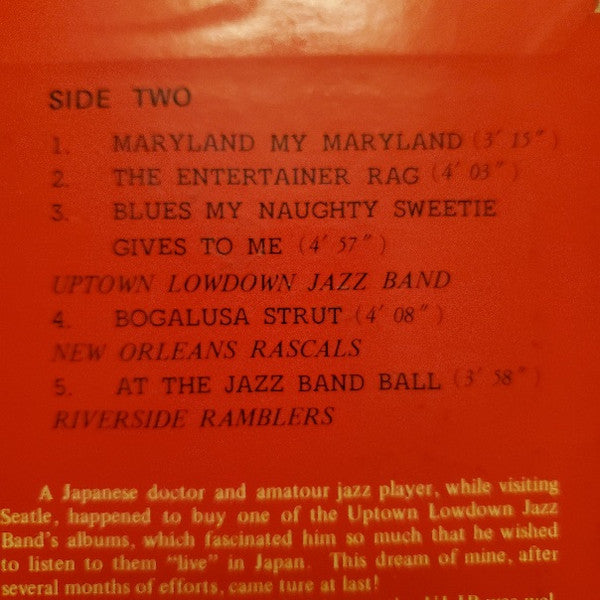 SIDE TWO
1. MARYLAND MY MARYLAND (3' 15")
2. THE ENTERTAINER RAG (4' 03")
3. BLUES MY NAUGHTY SWEETIE
GIVES TO ME (4' 57")
UPTOWN LOWDOWN JAZZ BAND
4. BOGALUSA STRUT (4' 08")
NEW ORLEANS RASCALS
5. AT THE JAZZ BAND BALL (3' 58")
RIVERSIDE RAMBLERS
A Japanese doctor and amatour jazz player, while visiting
Seatle, happened to buy one of the Uptown Lowdown Jazz
Band's albums, which fascinated him so much that he wished
to listen to them "live" in Japan. This dream of mine, after
several months of efforts, came ture at last!